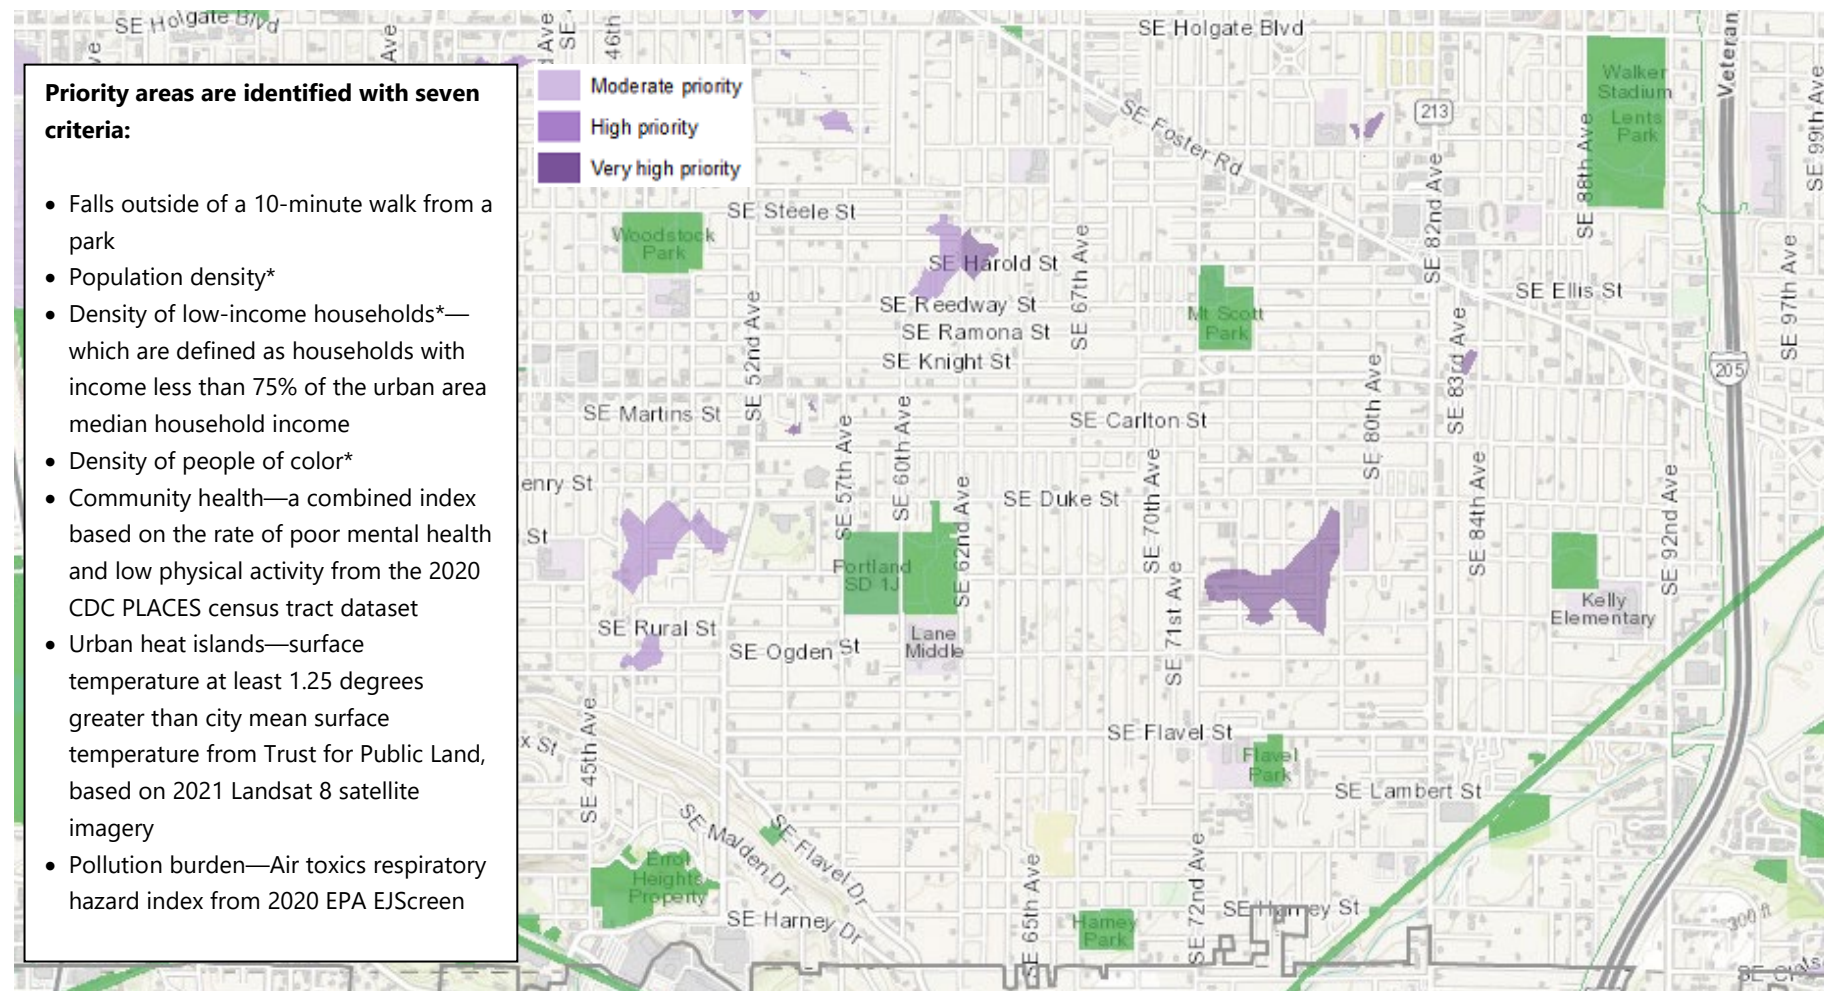 SE Holgate Blvd
SE Holgate Blvd
Ave
Ave
SE
46th
Veteran
Priority areas are identified with seven
criteria:
• Falls outside of a 10-minute walk from a
park
• Population density*
• Density of low-income households*—
which are defined as households with
income less than 75% of the urban area
median household income
• Density of people of color*
• Community health—a combined index
based on the rate of poor mental health
and low physical activity from the 2020
CDC PLACES census tract dataset
• Urban heat islands—surface
temperature at least 1.25 degrees
greater than city mean surface
temperature from Trust for Public Land,
based on 2021 Landsat 8 satellite
imagery
• Pollution burden—Air toxics respiratory
hazard index from 2020 EPA EJScreen
Moderate priority
High priority
Very high priority
Walker
Stadium
Lents
Park
213
SE Foster Rd
SE 88th Ave
SE 99th Ave
SE Steele St
Woodstock
Park
SE 82nd Ave
SE Harold St
SE 67th Ave
SE Reedway St
SE Ramona St
SE Knight St
SE Ellis St
SE 97th Ave
Mt Scott
Park
SE 52nd Ave
SE 83rd Ave
205
SE Martins St
SE Carlton St
SE 80th Ave
SE 57th Ave
SE 60th Ave
enry St
SE Duke St
SE 62nd Ave
SE 70th Ave
SE 84th Ave
SE 92nd Ave
St
Portland
SD 1J
SE 71st Ave
Kelly
Elementary
SE Rural St
SE Ogden St
Lane
Middle
SE 45th Ave
x St
SE Flavel St
Flavel
Park
SE Lambert St
SE Malden Dr
SE Flavel Dr
Errol
Heights
Property
SE 65th Ave
SE 72nd Ave
SE Harney Dr
Harney
Park
SE Harney St
300 ft